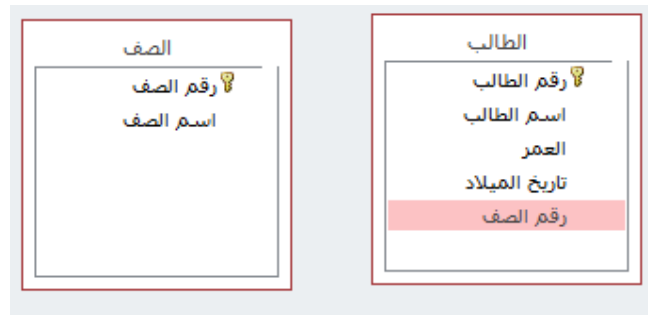 الطالب
رقم الطالب
اسم الطالب
العمر
تاريخ الميلاد
رقم الصف
الصف
رقم الصف
اسم الصف